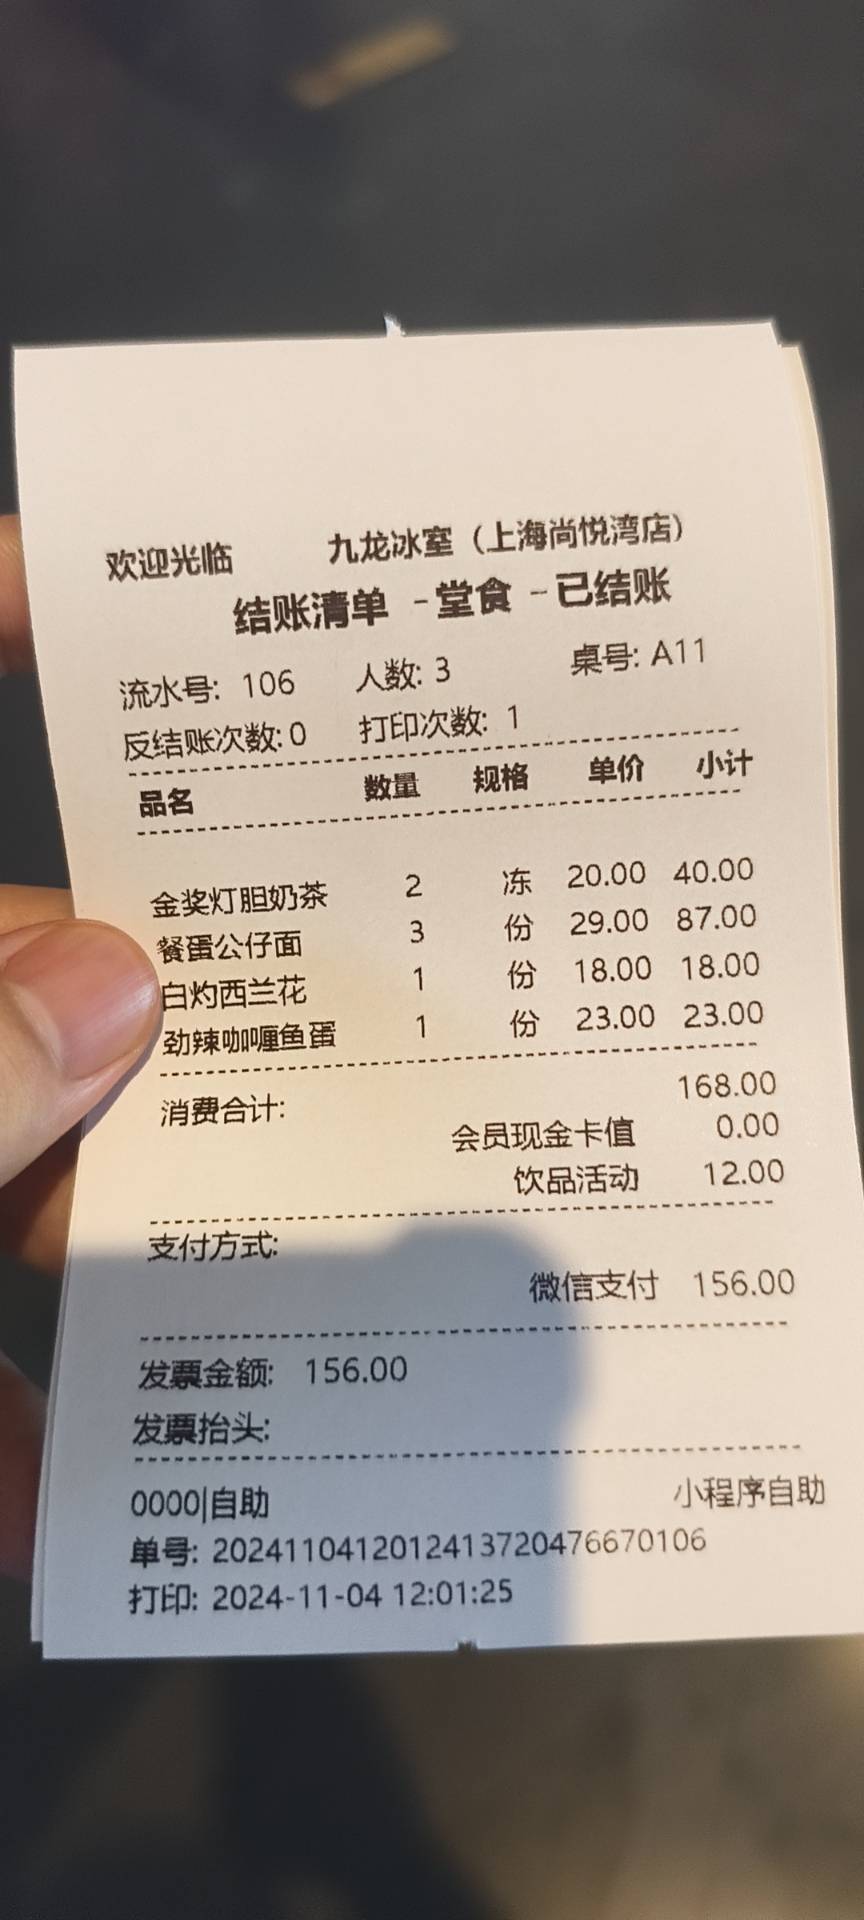 欢迎光临 九龙冰室（上海尚悦湾店）
结账清单 -堂食 -已结账
流水号: 106 人数: 3 桌号: A11
反结账次数: 0 打印次数: 1
品名 数量 规格 单价 小计
金奖灯胆奶茶 2 冻 20.00 40.00
餐蛋公仔面 3 份 29.00 87.00
白灼西兰花 1 份 18.00 18.00
劲辣咖喱鱼蛋 1 份 23.00 23.00
消费合计: 168.00
会员现金卡值 0.00
饮品活动 12.00
支付方式:
微信支付 156.00
发票金额: 156.00
发票抬头:
0000|自助 小程序自助
单号: 20241104120124137204766701​06
打印: 2024-11-04 12:01:25